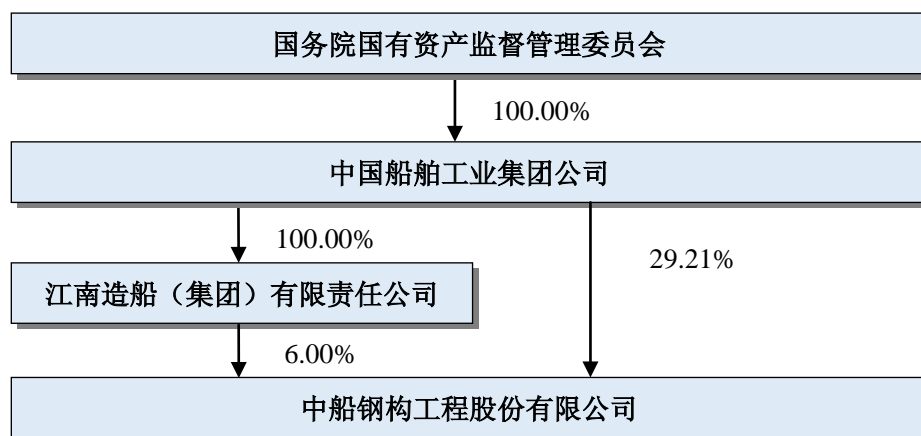 国务院国有资产监督管理委员会
100.00%
中国船舶工业集团公司
100.00%
29.21%
江南造船（集团）有限责任公司
6.00%
中船钢构工程股份有限公司